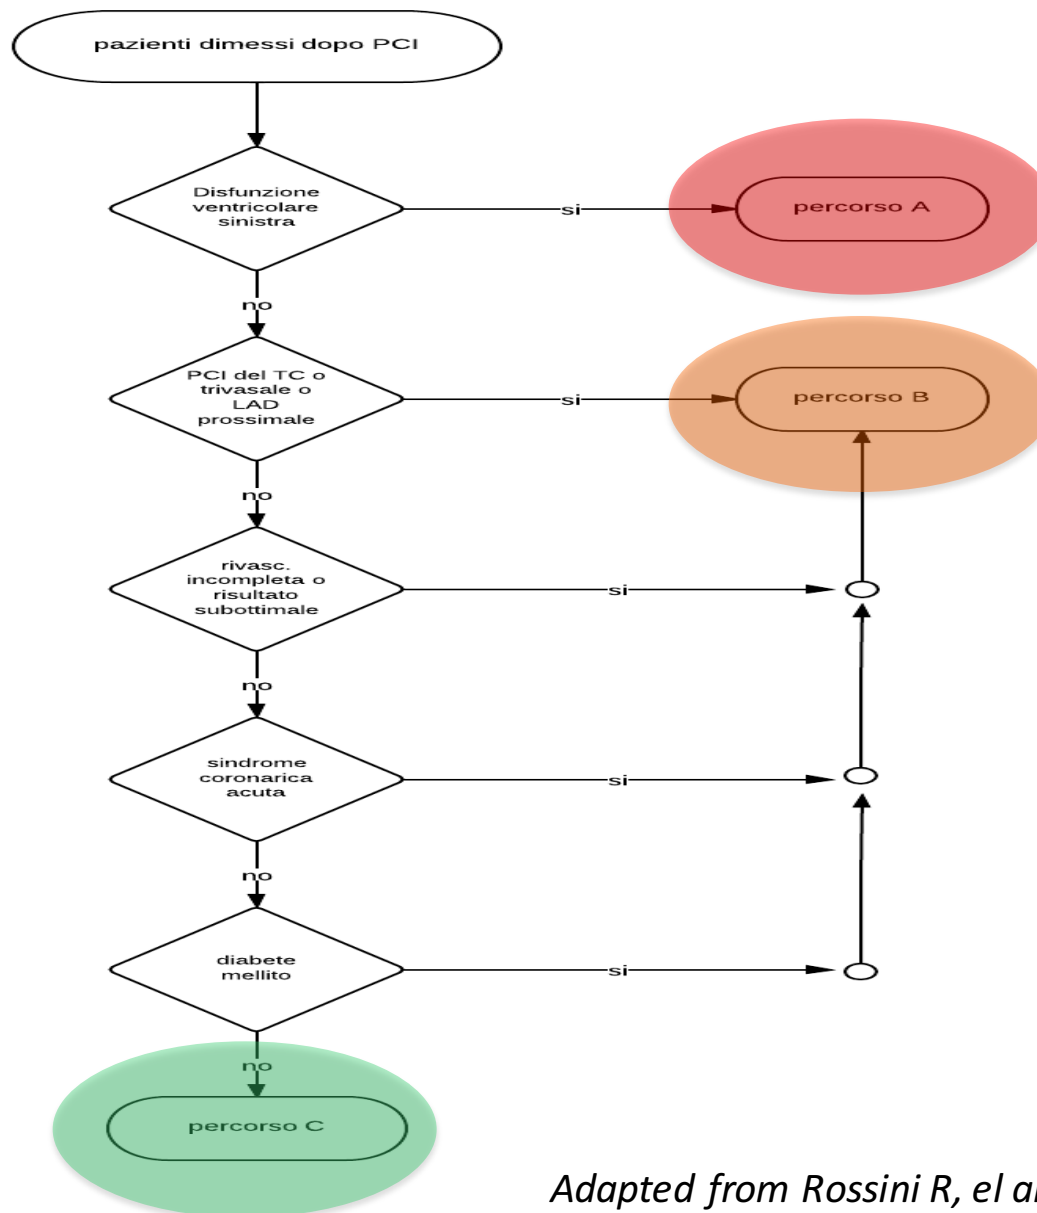 pazienti dimessi dopo PCI
Disfunzione
ventricolare
sinistra
si
percorso A
no
PCI del TC o
trivasale o
LAD
prossimale
si
percorso B
no
rivasc.
incompleta o
risultato
subottimale
si
no
sindrome
coronarica
acuta
si
no
diabete
mellito
si
no
percorso C
Adapted from Rossini R, el al